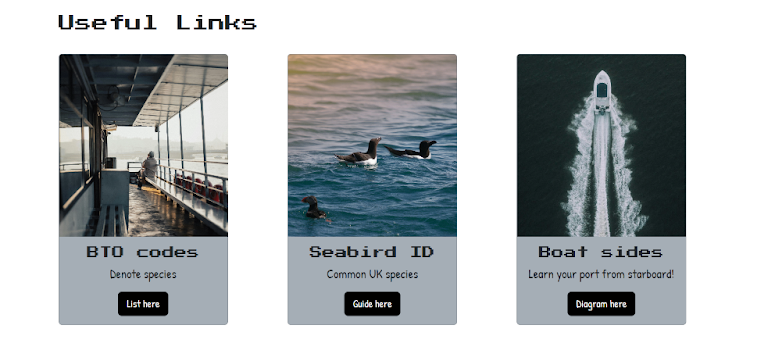 Useful Links
BTO codes
Denote species
List here
Seabird ID
Common UK species
Guide here
Boat sides
Learn your port from starboard!
Diagram here